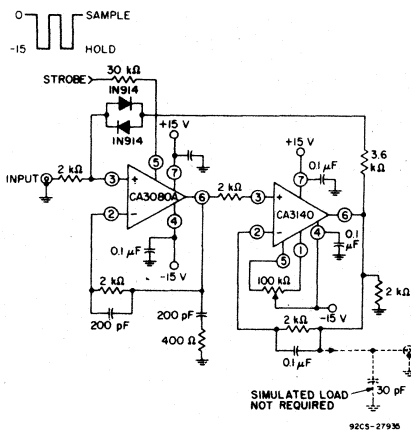 0 SAMPLE
-15 HOLD
STROBE 30 kΩ
1N914
1N914
+15 V
+15 V
0.1 µF
3.6
kΩ
INPUT 2 kΩ
5
7
3 +
CA3080A
6
2 kΩ
2 −
4
0.1 µF
−15 V
7
3 +
CA3140
6
2 −
5
1
4
0.1
µF
100 kΩ
−15 V
2 kΩ
2 kΩ
200 pF
200 pF
400 Ω
2 kΩ
0.1 µF
SIMULATED LOAD
NOT REQUIRED
30 pF
92CS-27935